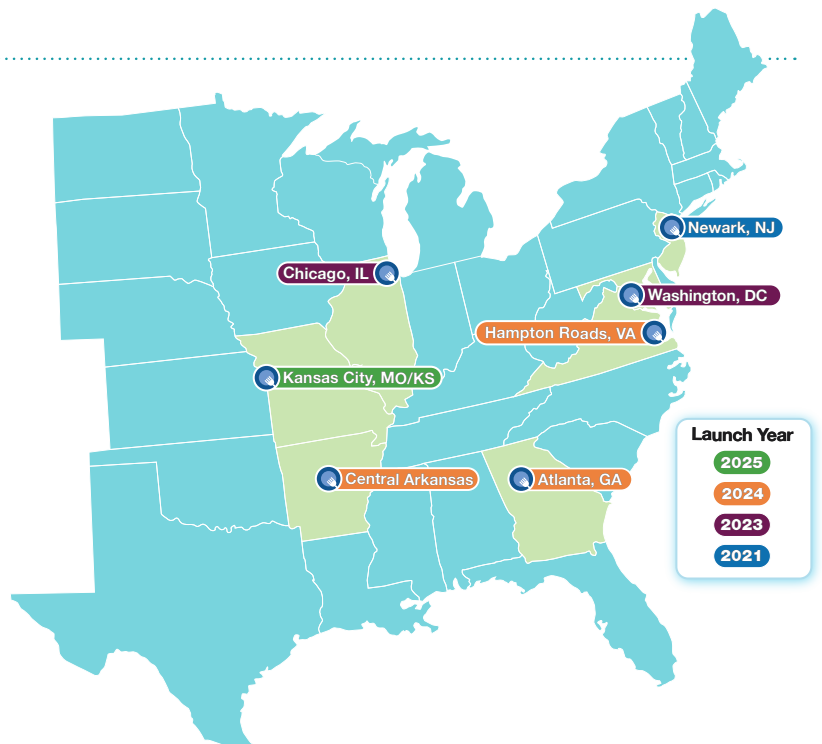 Newark, NJ
Chicago, IL
Washington, DC
Hampton Roads, VA
Kansas City, MO/KS
Central Arkansas
Atlanta, GA
Launch Year
2025
2024
2023
2021